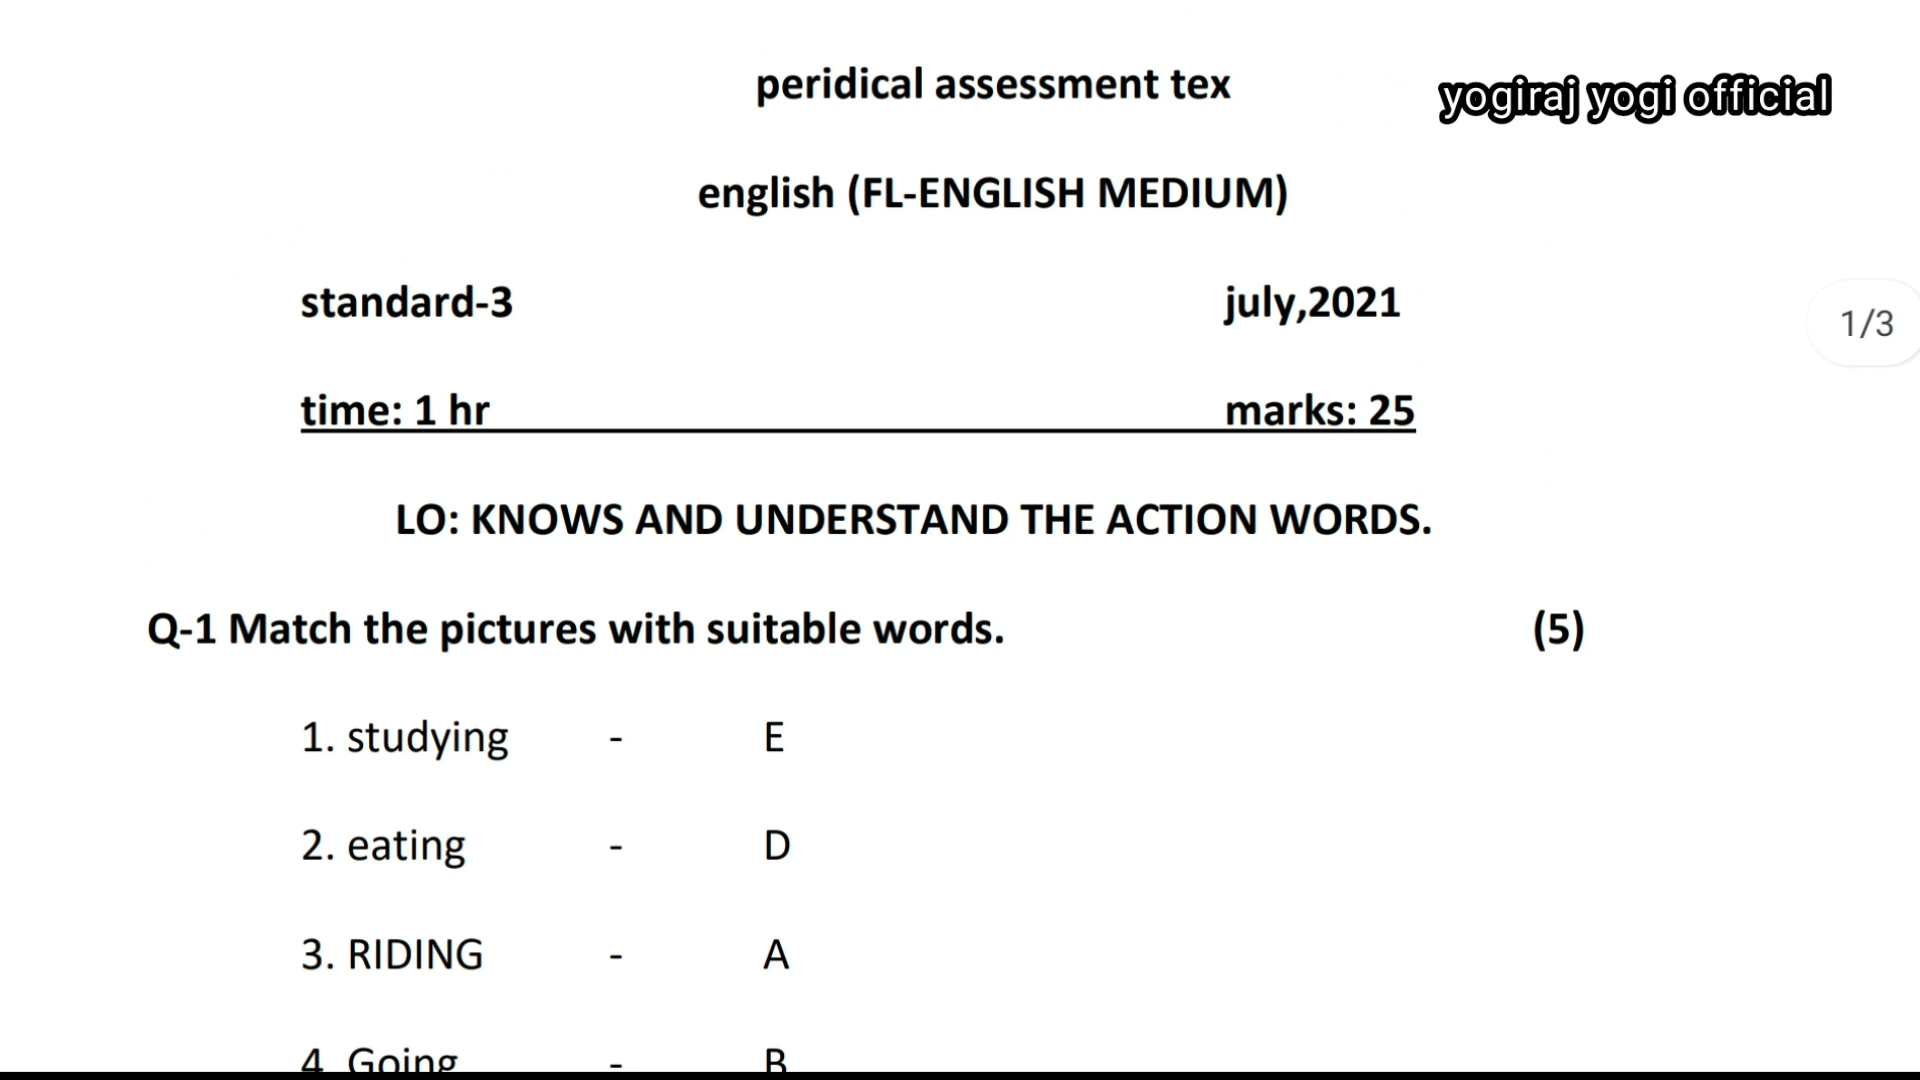 peridical assessment tex
yogiraj yogi official
english (FL-ENGLISH MEDIUM)
standard-3 july,2021
1/3
time: 1 hr marks: 25
LO: KNOWS AND UNDERSTAND THE ACTION WORDS.
Q-1 Match the pictures with suitable words. (5)
1. studying - E
2. eating - D
3. RIDING - A
4. Going - B